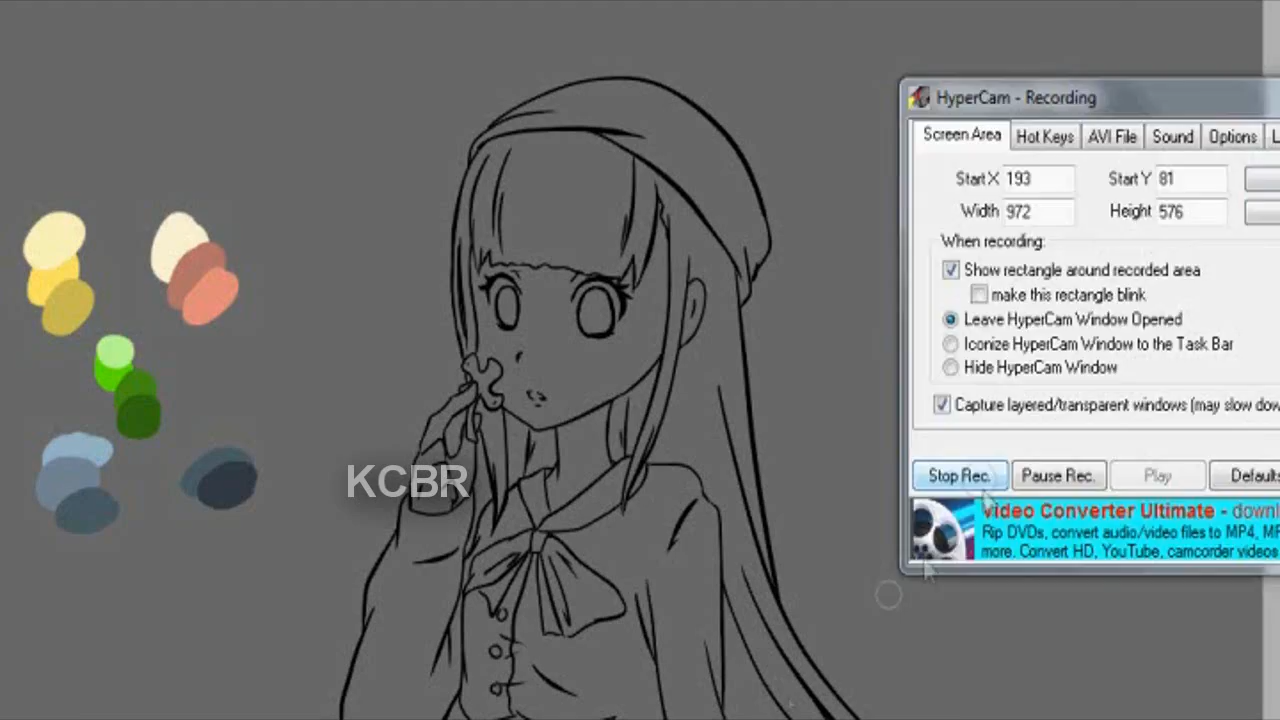 HyperCam - Recording
Screen Area Hot Keys AVI File Sound Options
Start X 193 Start Y 81
Width 972 Height 576
When recording:
Show rectangle around recorded area
make this rectangle blink
Leave HyperCam Window Opened
Iconize HyperCam Window to the Task Bar
Hide HyperCam Window
Capture layered/transparent windows (may slow dow
Stop Rec. Pause Rec. Play Defaults
KCBR
Video Converter Ultimate - downl
Rip DVDs, convert audio/video files to MP4, MP
more. Convert HD, YouTube, camcorder videos